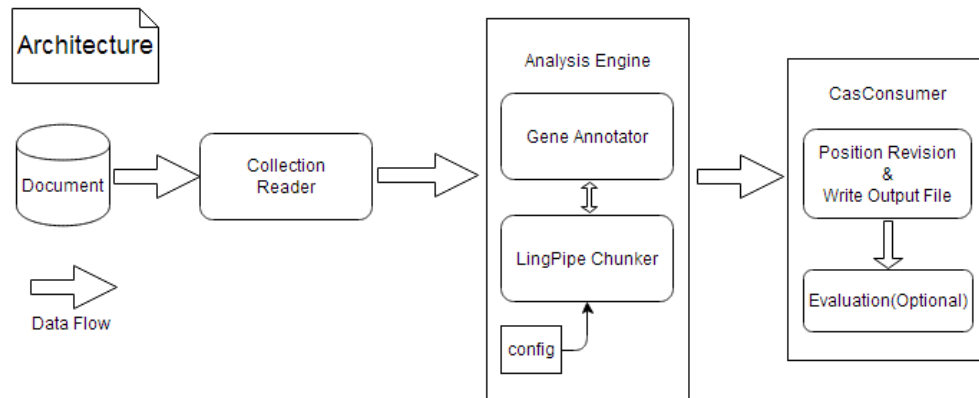 Architecture
Document
Data Flow
Collection
Reader
Analysis Engine
Gene Annotator
LingPipe Chunker
config
CasConsumer
Position Revision
&
Write Output File
Evaluation(Optional)